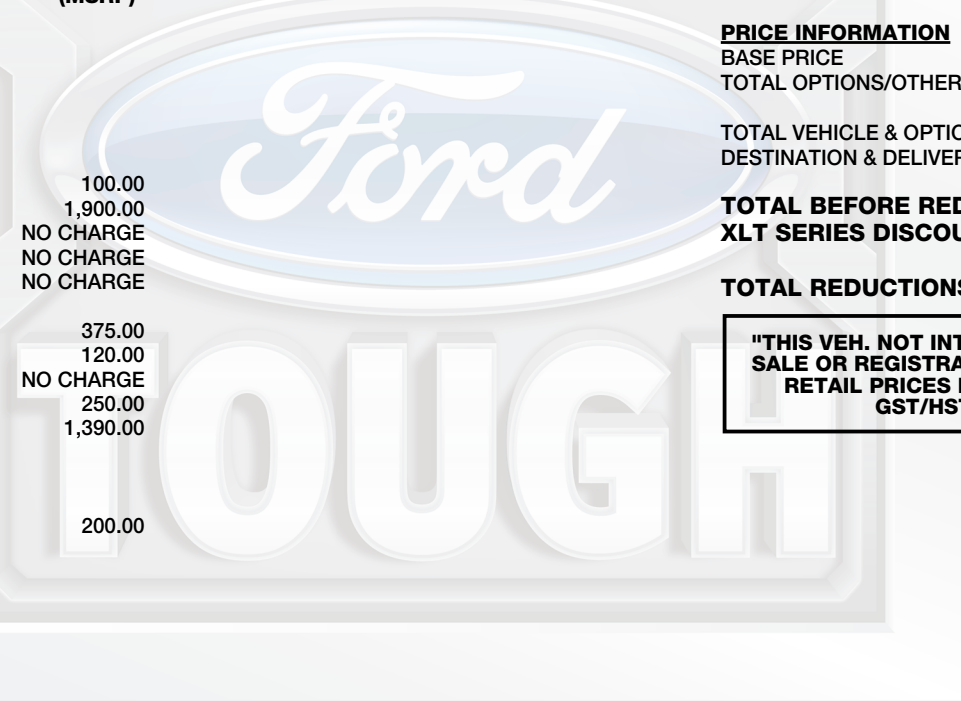 (MSRP)
100.00
1,900.00
NO CHARGE
NO CHARGE
NO CHARGE
375.00
120.00
NO CHARGE
250.00
1,390.00
200.00
Ford
TOUGH
PRICE INFORMATION
BASE PRICE
TOTAL OPTIONS/OTHER
TOTAL VEHICLE & OPTIO
DESTINATION & DELIVER
TOTAL BEFORE RED
XLT SERIES DISCOU
TOTAL REDUCTIONS
"THIS VEH. NOT INT
SALE OR REGISTRA
RETAIL PRICES
GST/HST